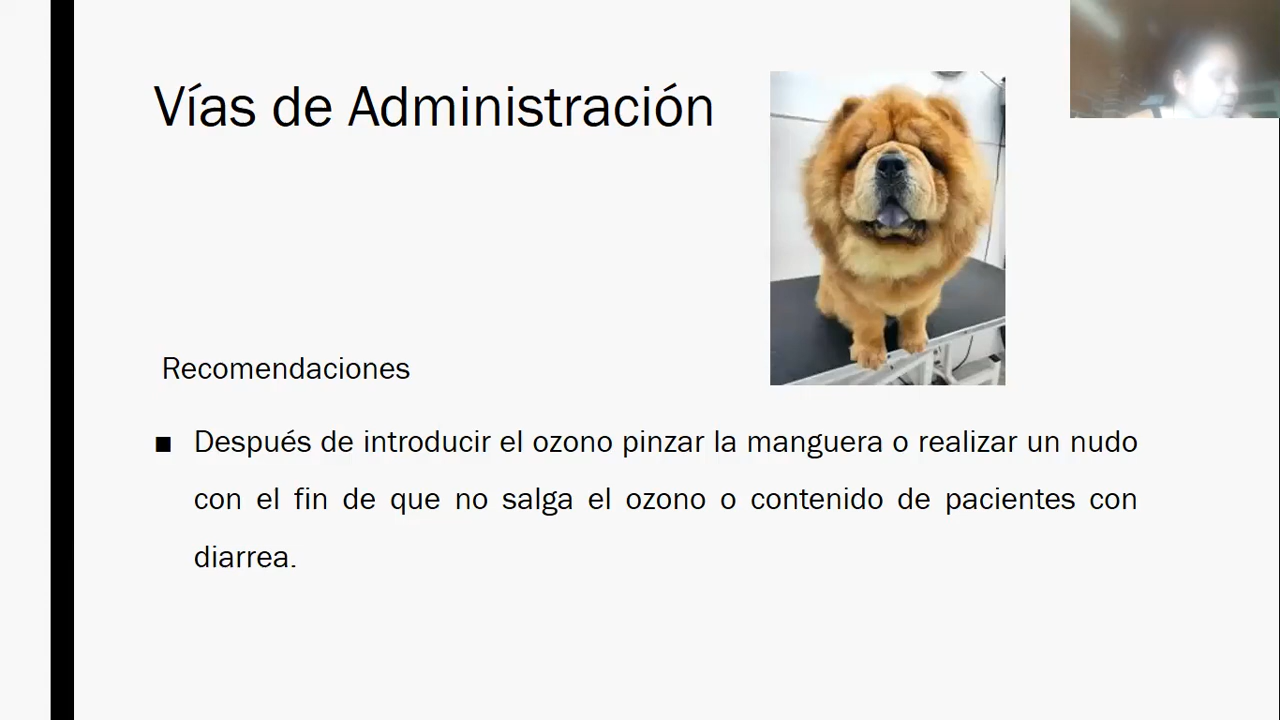 Vías de Administración
Recomendaciones
■ Después de introducir el ozono pinzar la manguera o realizar un nudo
con el fin de que no salga el ozono o contenido de pacientes con
diarrea.